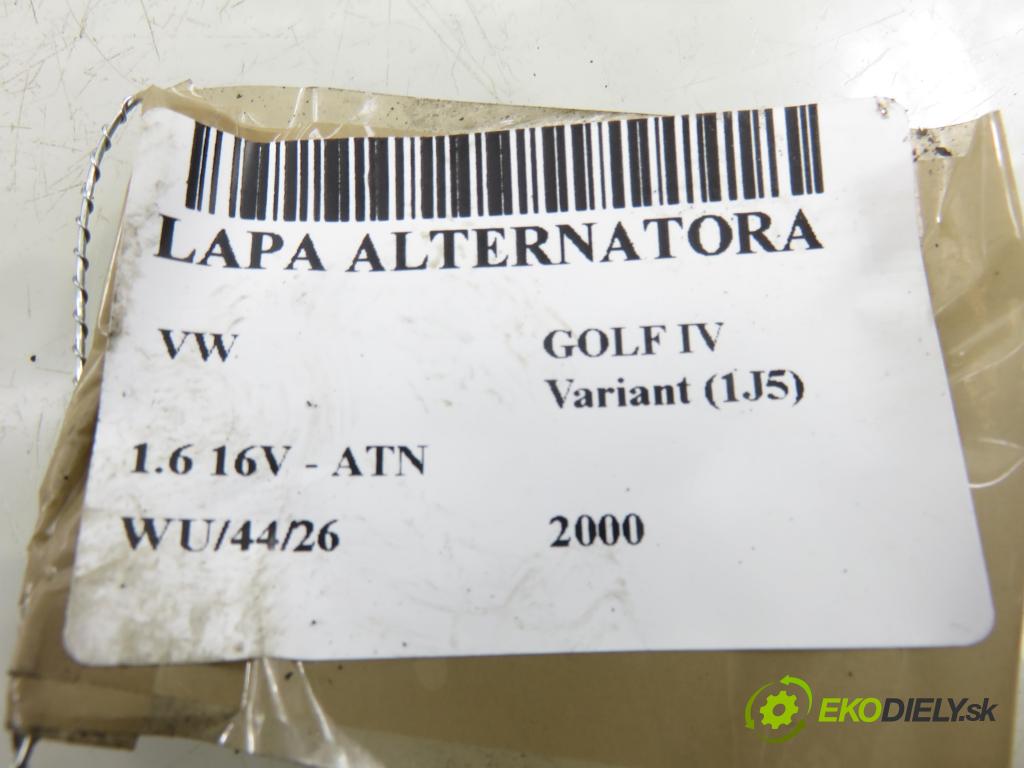 LAPA ALTERNATORA
VW
GOLF IV
Variant (1J5)
1.6 16V - ATN
WU/44/26
2000
EKODIELY.sk